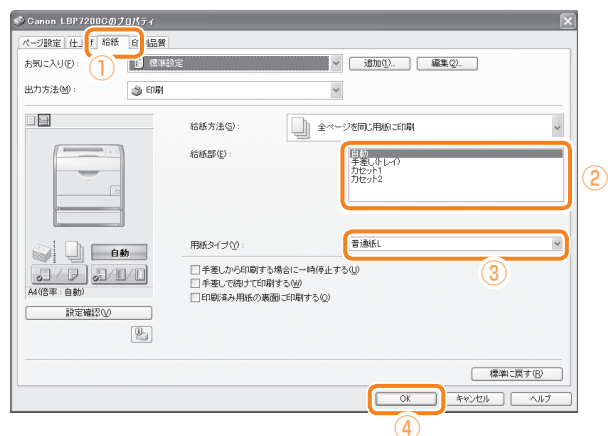 Canon LBP7200Cのプロパティ
ページ設定 仕上げ 給紙 印刷品質
①
お気に入り(F): 標準設定 追加(1)... 編集(2)...
出力方法(M): 印刷
給紙方法(S): 全ページを同じ用紙に印刷
給紙部(E):
自動
手差し(トレイ)
カセット1
カセット2
②
用紙タイプ(Y): 普通紙L
③
自動
手差しから印刷する場合に一時停止する(U)
手差しで続けて印刷する(W)
印刷済み用紙の裏面に印刷する(O)
A4(倍率: 自動)
設定確認(V)
標準に戻す(R)
OK キャンセル ヘルプ
④